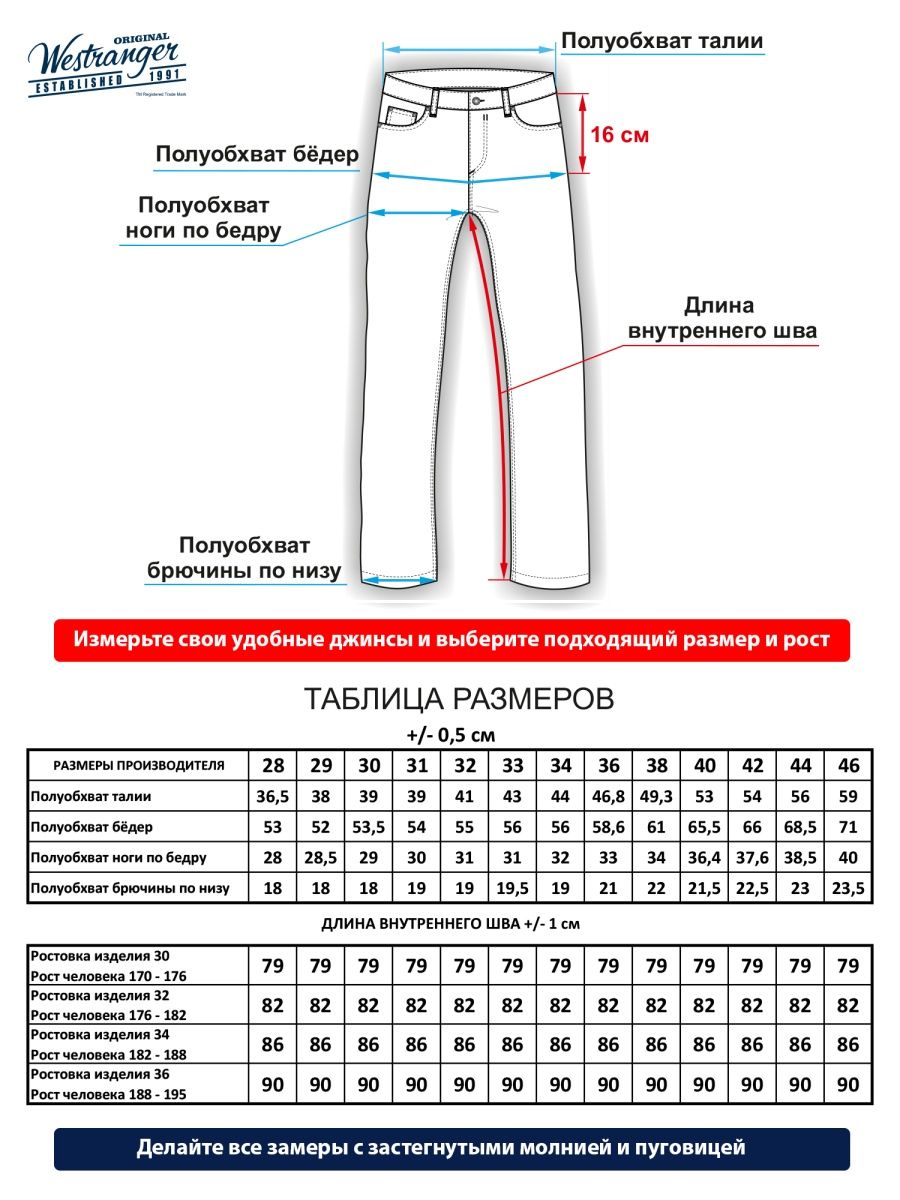 ORIGINAL
Westranger
ESTABLISHED 1991
TM Registered Trade Mark
Полуобхват талии
16 см
Полуобхват бёдер
Полуобхват
ноги по бедру
Длина
внутреннего шва
Полуобхват
брючины по низу
Измерьте свои удобные джинсы и выберите подходящий размер и рост
ТАБЛИЦА РАЗМЕРОВ
+/- 0,5 см
РАЗМЕРЫ ПРОИЗВОДИТЕЛЯ 28 29 30 31 32 33 34 36 38 40 42 44 46
Полуобхват талии 36,5 38 39 39 41 43 44 46,8 49,3 53 54 56 59
Полуобхват бёдер 53 52 53,5 54 55 56 56 58,6 61 65,5 66 68,5 71
Полуобхват ноги по бедру 28 28,5 29 30 31 31 32 33 34 36,4 37,6 38,5 40
Полуобхват брючины по низу 18 18 18 19 19 19,5 19 21 22 21,5 22,5 23 23,5
ДЛИНА ВНУТРЕННЕГО ШВА +/- 1 см
Ростовка изделия 30
Рост человека 170 - 176
79 79 79 79 79 79 79 79 79 79 79 79 79
Ростовка изделия 32
Рост человека 176 - 182
82 82 82 82 82 82 82 82 82 82 82 82 82
Ростовка изделия 34
Рост человека 182 - 188
86 86 86 86 86 86 86 86 86 86 86 86 86
Ростовка изделия 36
Рост человека 188 - 195
90 90 90 90 90 90 90 90 90 90 90 90 90
Делайте все замеры с застегнутыми молнией и пуговицей